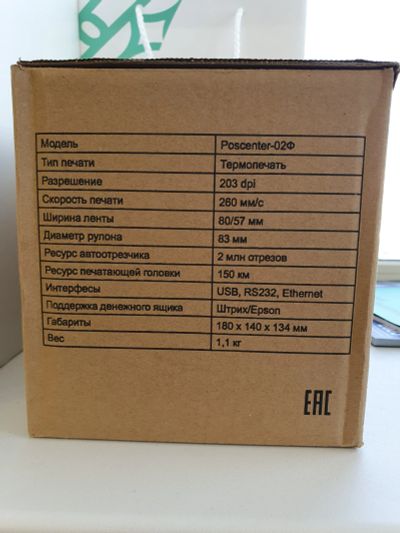 Модель Poscenter-02Ф
Тип печати Термопечать
Разрешение 203 dpi
Скорость печати 260 мм/с
Ширина ленты 80/57 мм
Диаметр рулона 83 мм
Ресурс автоотрезчика 2 млн отрезов
Ресурс печатающей головки 150 км
Интерфесы USB, RS232, Ethernet
Поддержка денежного ящика Штрих/Epson
Габариты 180 x 140 x 134 мм
Вес 1,1 кг
EAC